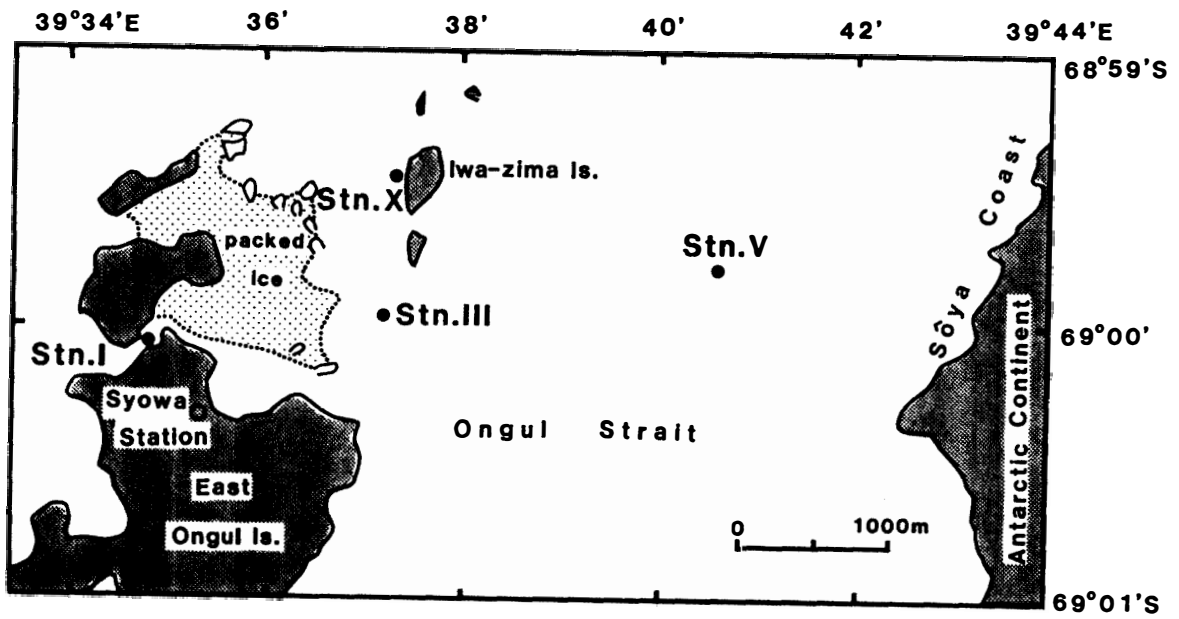 39°34'E 36' 38' 40' 42' 39°44'E
68°59'S
Iwa-zima Is.
Stn.X
packed
ice
Stn.V
Sôya Coast
Stn.III
69°00'
Stn.I
Syowa
Station
Ongul Strait
Antarctic Continent
East
Ongul Is.
0 1000m
69°01'S